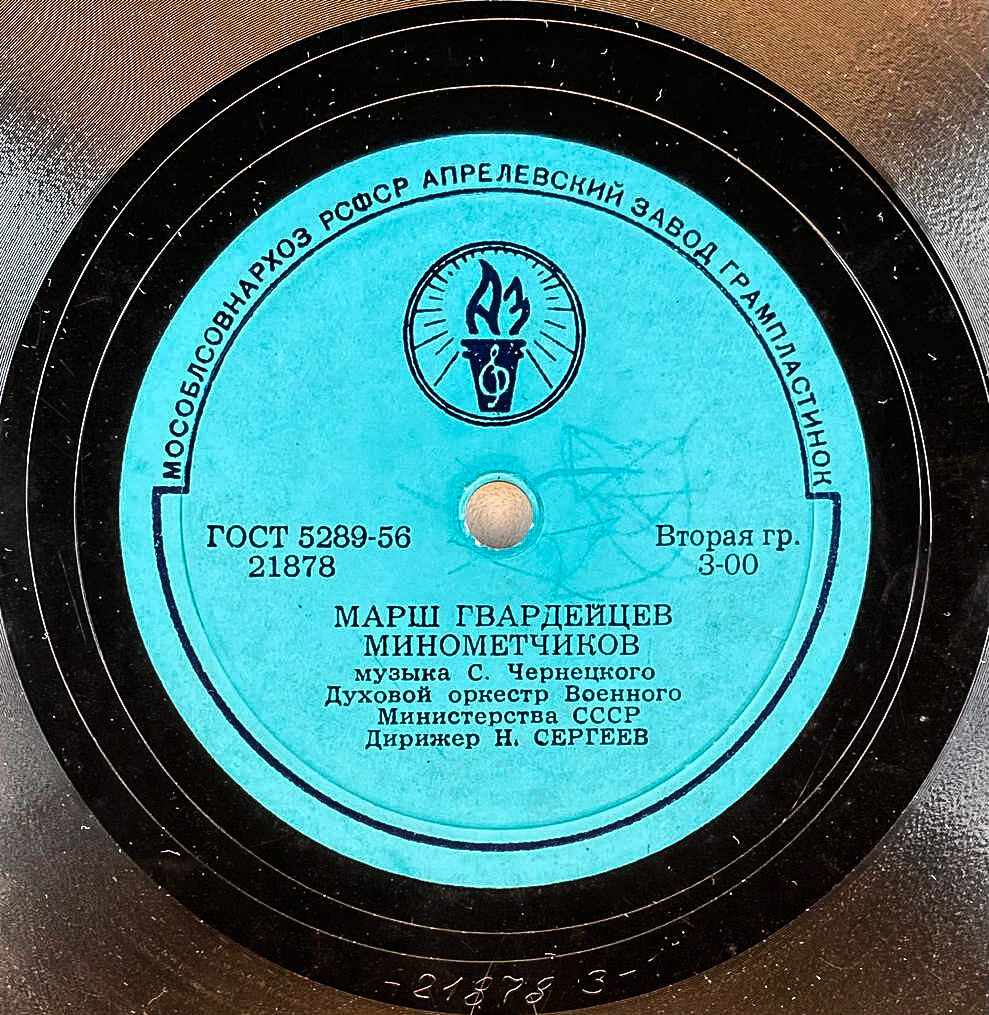 МОСОБЛСОВНАРХОЗ РСФСР АПРЕЛЕВСКИЙ ЗАВОД ГРАМПЛАСТИНОК
АЗ
ГОСТ 5289-56
21878
Вторая гр.
3-00
МАРШ ГВАРДЕЙЦЕВ
МИНОМЕТЧИКОВ
музыка С. Чернецкого
Духовой оркестр Военного
Министерства СССР
Дирижер Н. СЕРГЕЕВ
-21878 3-